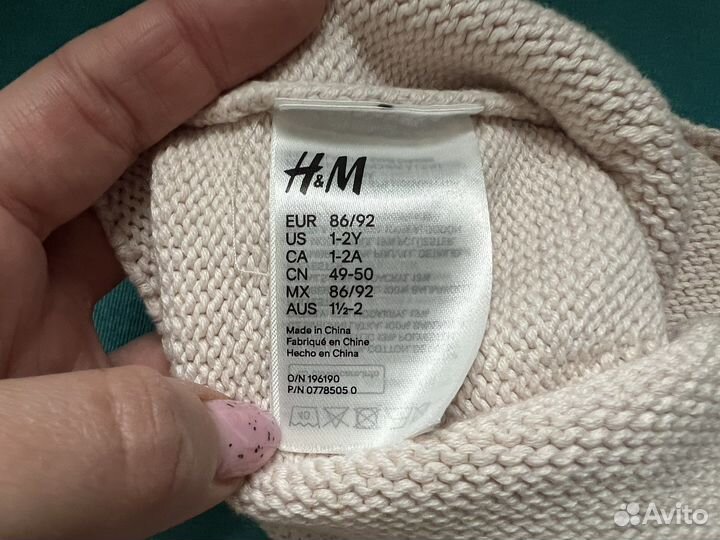 H&M
EUR 86/92
US 1-2Y
CA 1-2A
CN 49-50
MX 86/92
AUS 1½-2
Made in China
Fabriqué en Chine
Hecho en China
O/N 196190
P/N 0778505 0
40
Avito